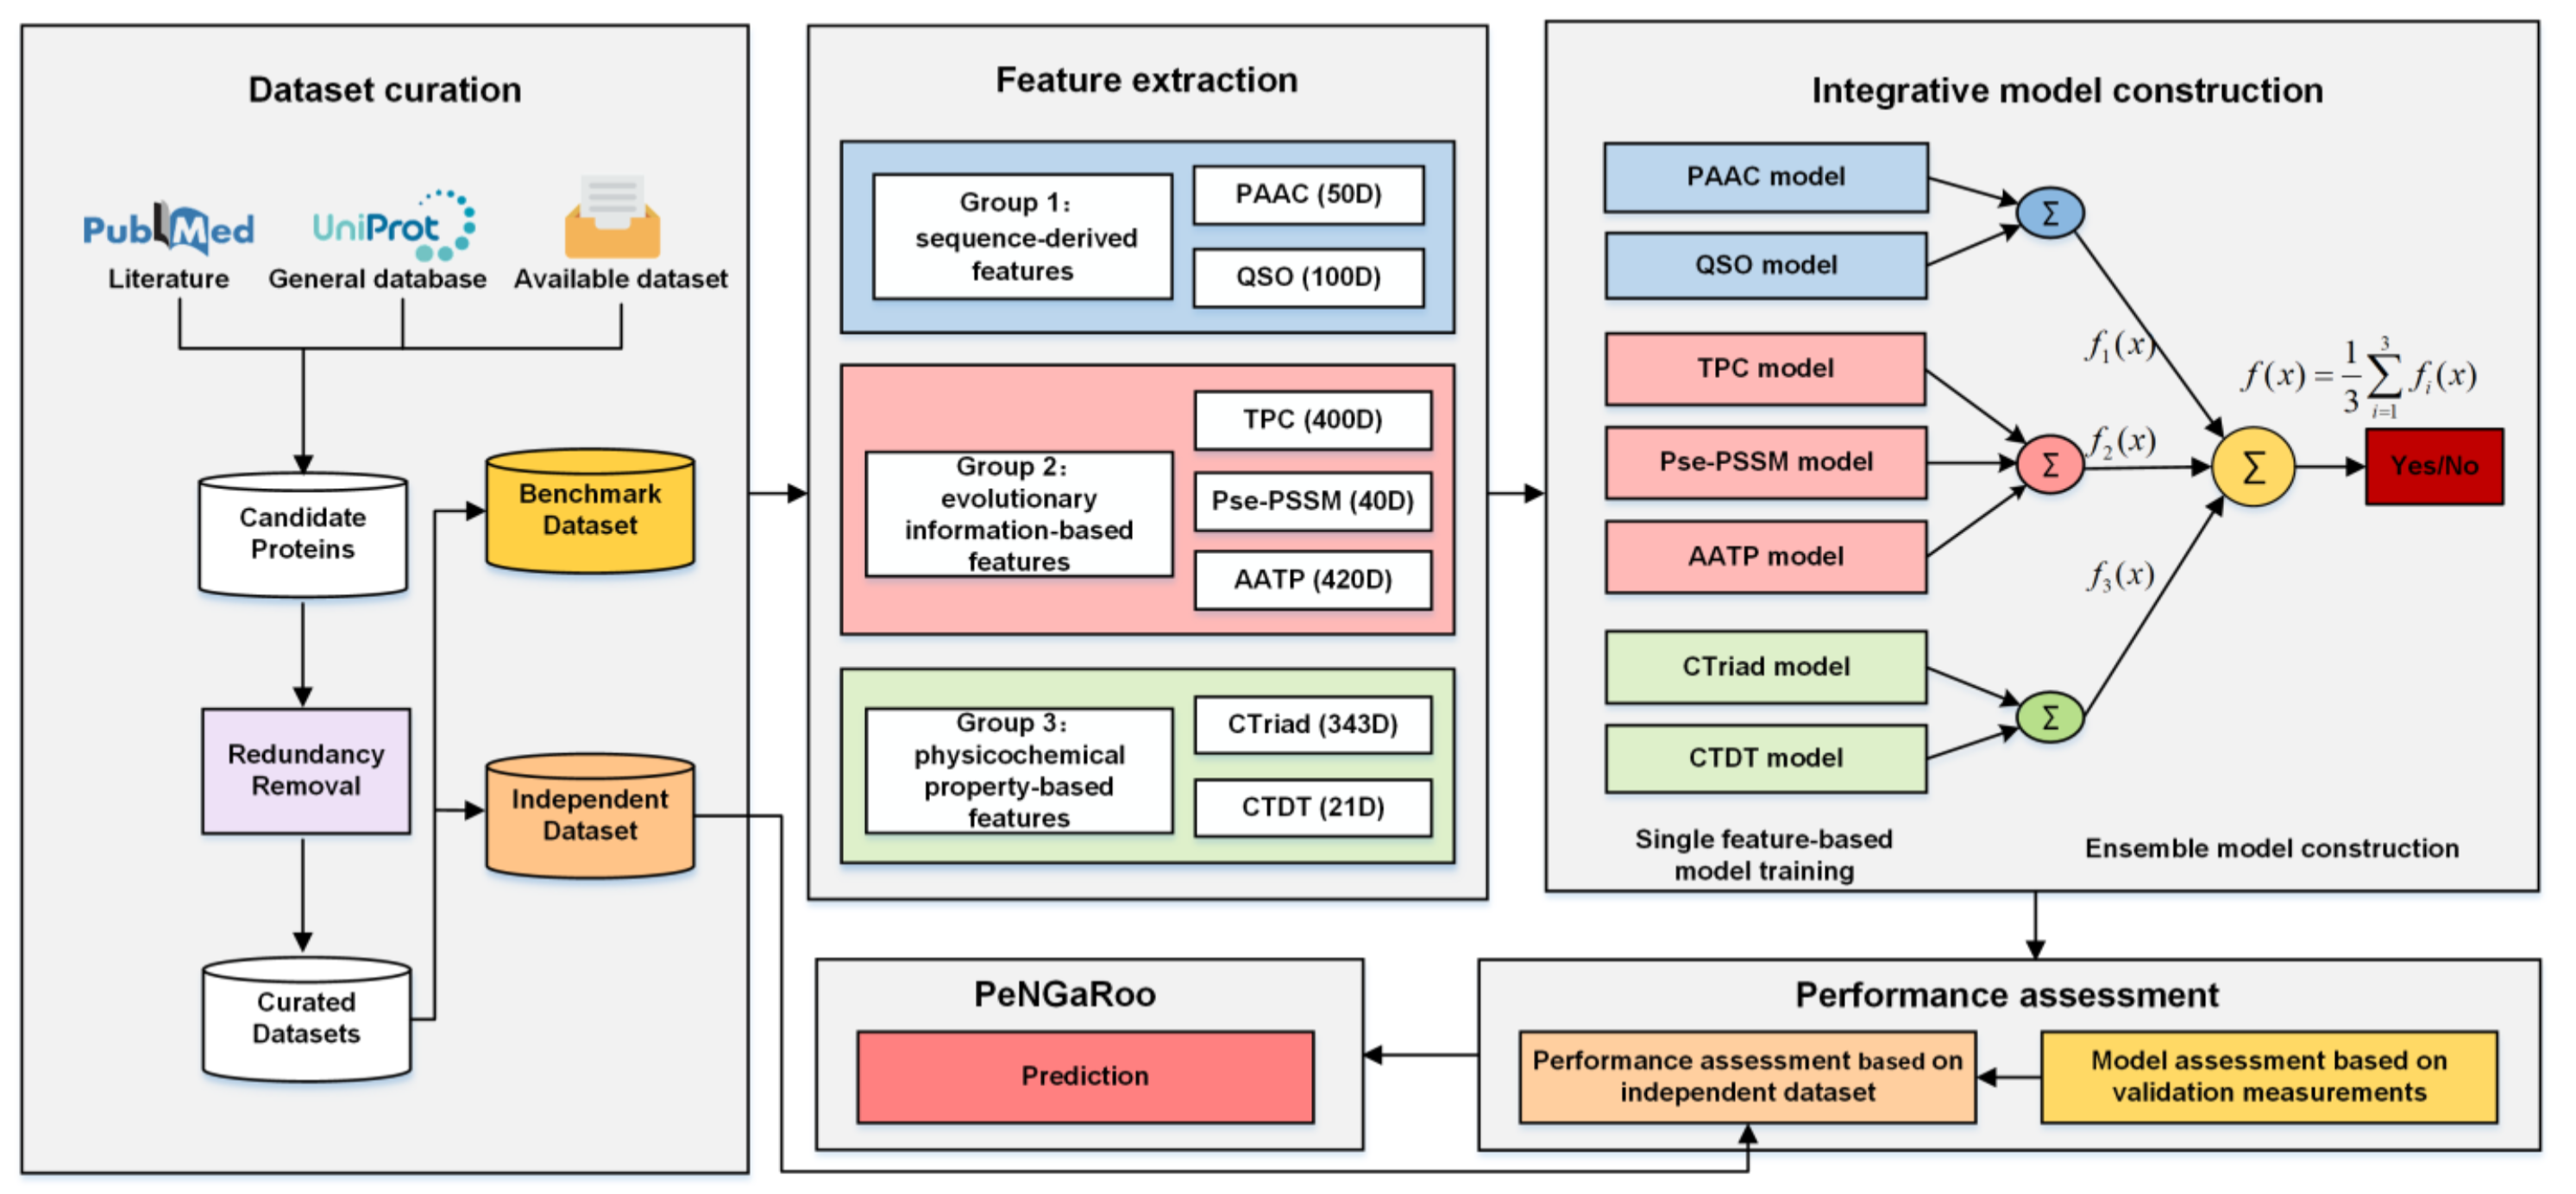 Dataset curation
PubMed
UniProt
Literature
General database
Available dataset
Candidate
Proteins
Benchmark
Dataset
Redundancy
Removal
Independent
Dataset
Curated
Datasets
Feature extraction
Group 1:
sequence-derived
features
PAAC (50D)
QSO (100D)
Group 2:
evolutionary
information-based
features
TPC (400D)
Pse-PSSM (40D)
AATP (420D)
Group 3:
physicochemical
property-based
features
CTriad (343D)
CTDT (21D)
Integrative model construction
PAAC model
QSO model
TPC model
Pse-PSSM model
AATP model
CTriad model
CTDT model
Σ
Σ
Σ
Σ
f₁(x)
f₂(x)
f₃(x)
f(x) = 1/3 ∑_{i=1}^{3} f_i(x)
Yes/No
Single feature-based
model training
Ensemble model construction
PeNGaRoo
Prediction
Performance assessment
Performance assessment based on
independent dataset
Model assessment based on
validation measurements